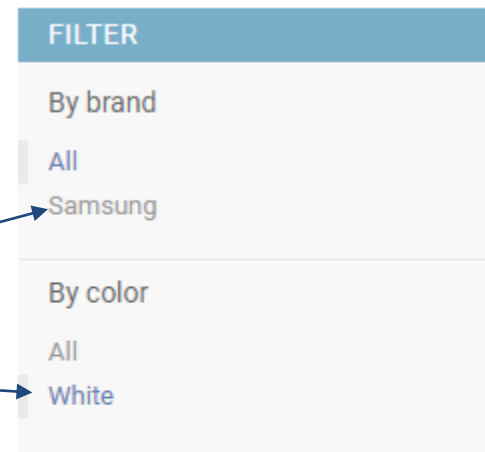 FILTER
By brand
All
Samsung
By color
All
White